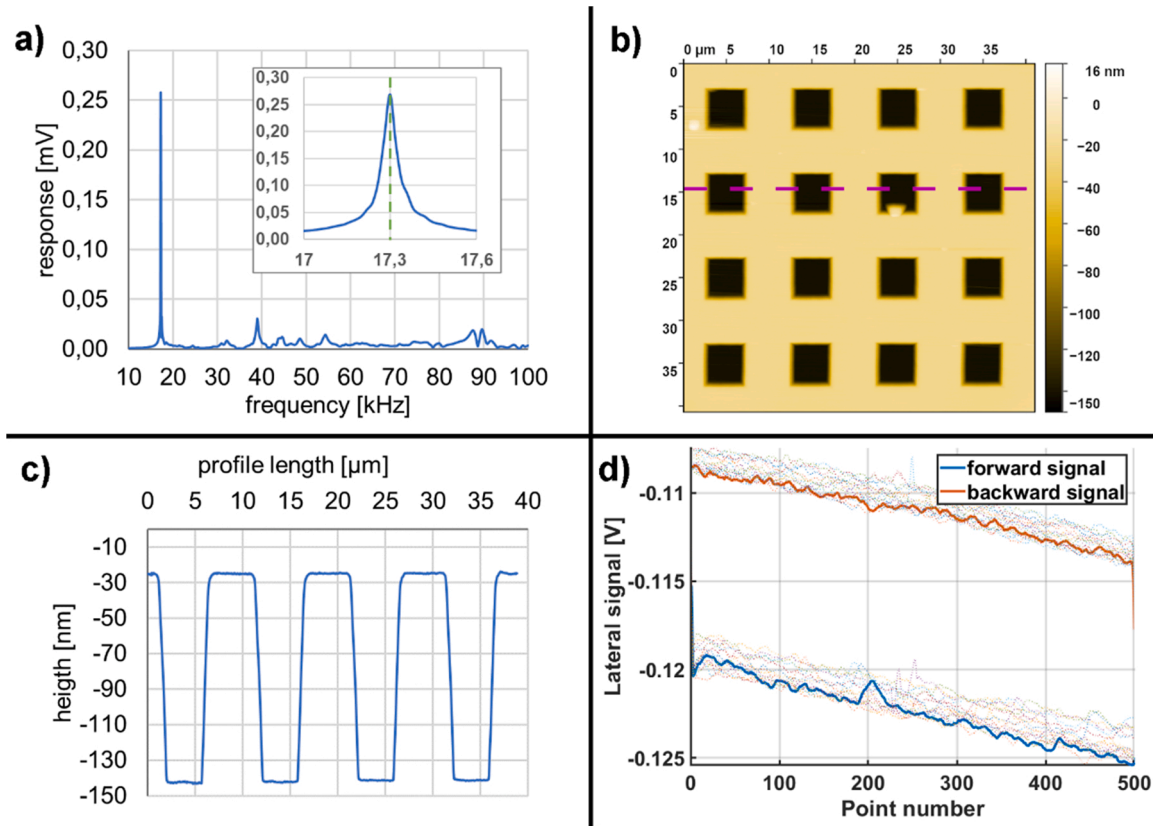 a)
0,30
0,25
0,20
0,15
0,10
0,05
0,00
response [mV]
10 20 30 40 50 60 70 80 90 100
frequency [kHz]
0,30
0,25
0,20
0,15
0,10
0,05
0,00
17 17,3 17,6
b)
0 µm 5 10 15 20 25 30 35
0
5
10
15
20
25
30
35
16 nm
0
−20
−40
−60
−80
−100
−120
−150
c)
profile length [µm]
0 5 10 15 20 25 30 35 40
-10
-30
-50
-70
-90
-110
-130
-150
heigth [nm]
d)
forward signal
backward signal
-0.11
-0.115
-0.12
-0.125
Lateral signal [V]
0 100 200 300 400 500
Point number